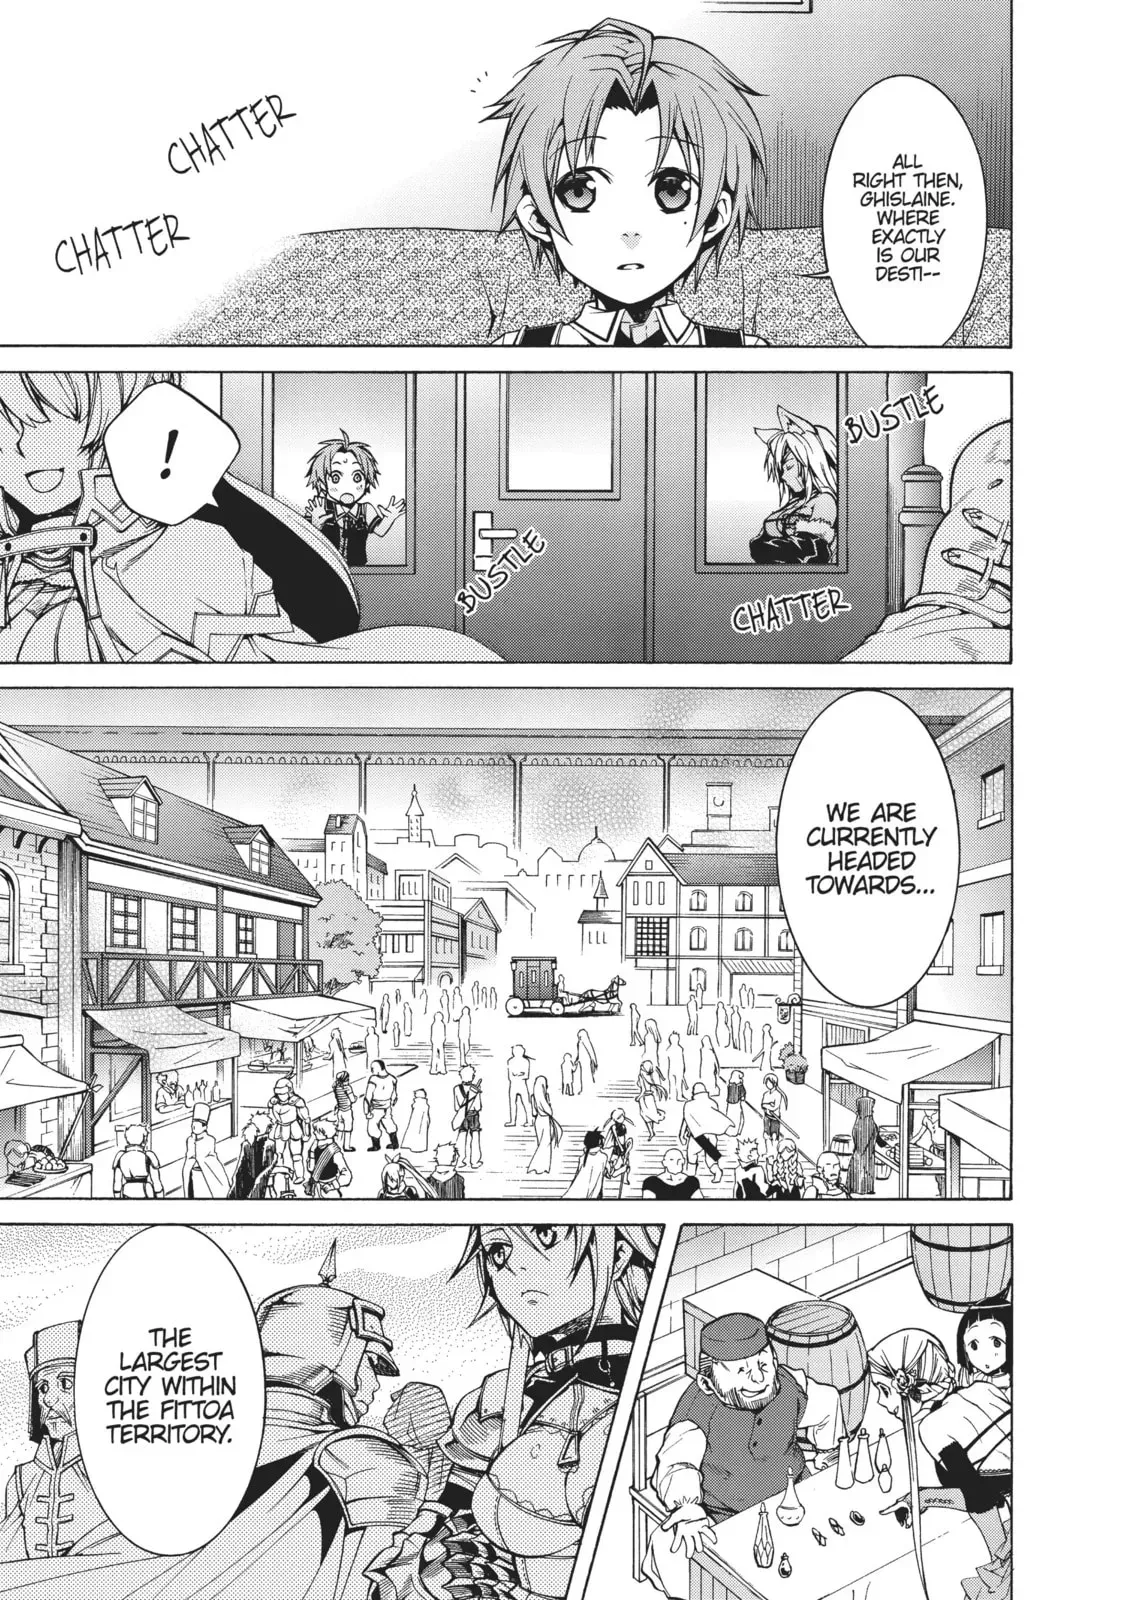 CHATTER
CHATTER
ALL
RIGHT THEN,
GHISLAINE.
WHERE
EXACTLY
IS OUR
DESTI--
!
BUSTLE
BUSTLE
CHATTER
WE ARE
CURRENTLY
HEADED
TOWARDS...
THE
LARGEST
CITY WITHIN
THE FITTOA
TERRITORY.